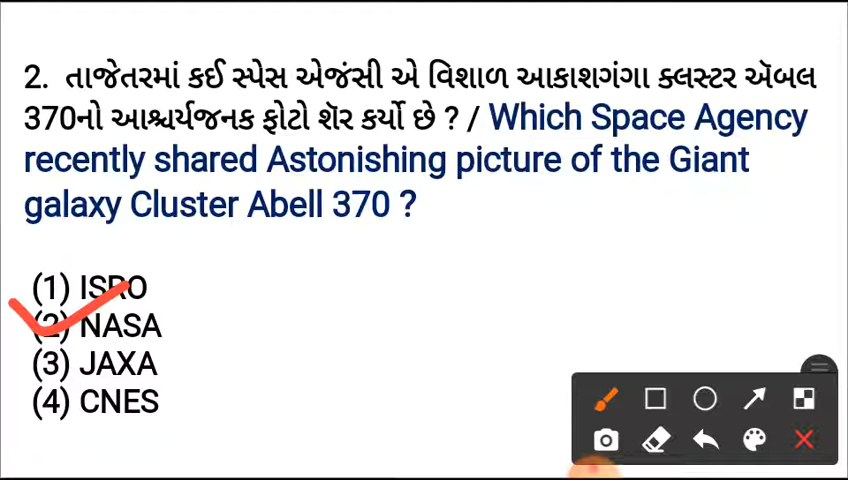 2. તાજેતરમાં કઈ સ્પેસ એજંસી એ વિશાળ આકાશગંગા ક્લસ્ટર ઍબલ
370નો આશ્ચર્યજનક ફોટો શૅર કર્યો છે ? / Which Space Agency
recently shared Astonishing picture of the Giant
galaxy Cluster Abell 370 ?
(1) ISRO
(2) NASA
(3) JAXA
(4) CNES